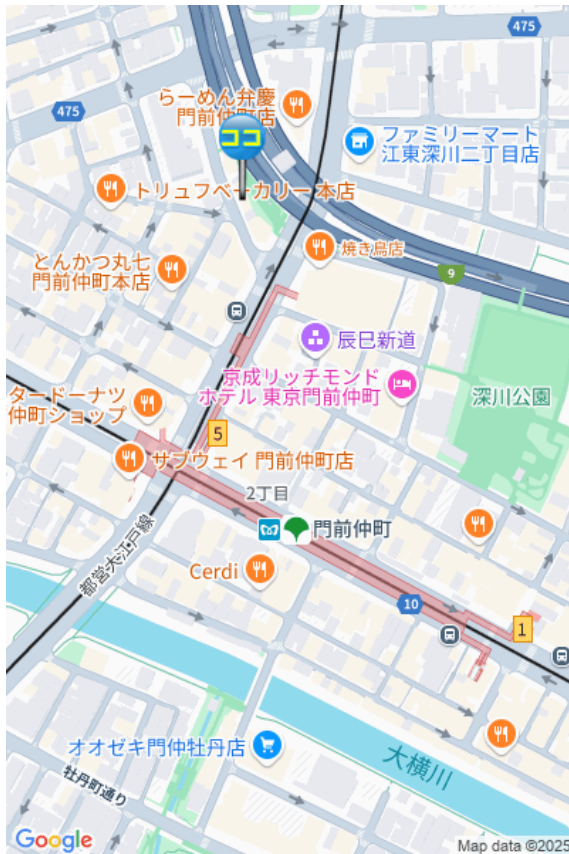 475
475
らーめん弁慶
門前仲町店
ココ
ファミリーマート
江東深川二丁目店
トリュフベーカリー 本店
焼き鳥店
とんかつ丸七
門前仲町本店
9
辰巳新道
京成リッチモンド
ホテル 東京門前仲町
深川公園
タードーナツ
仲町ショップ
5
サブウェイ 門前仲町店
2丁目
門前仲町
都営大江戸線
Cerdi
10
1
オオゼキ門仲牡丹店
大横川
牡丹町通り
Google
Map data ©2025